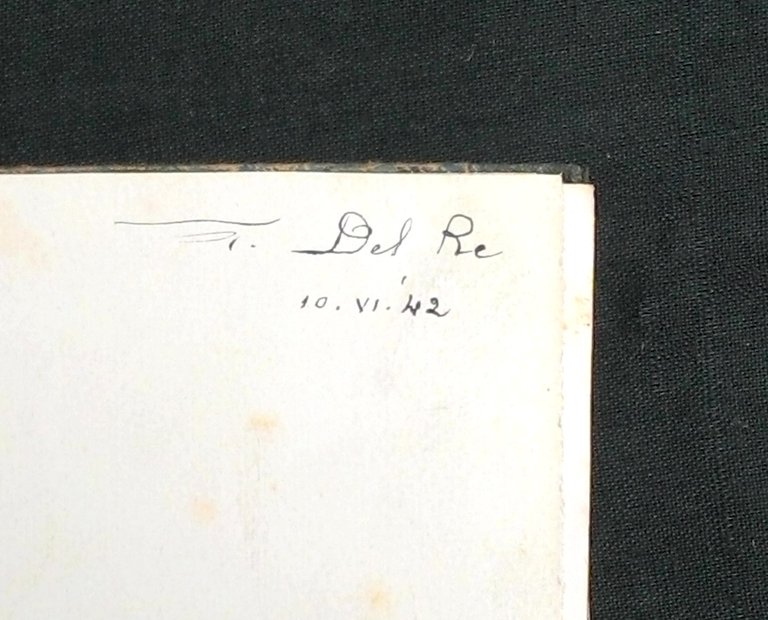 Del Re
10. VI. '42